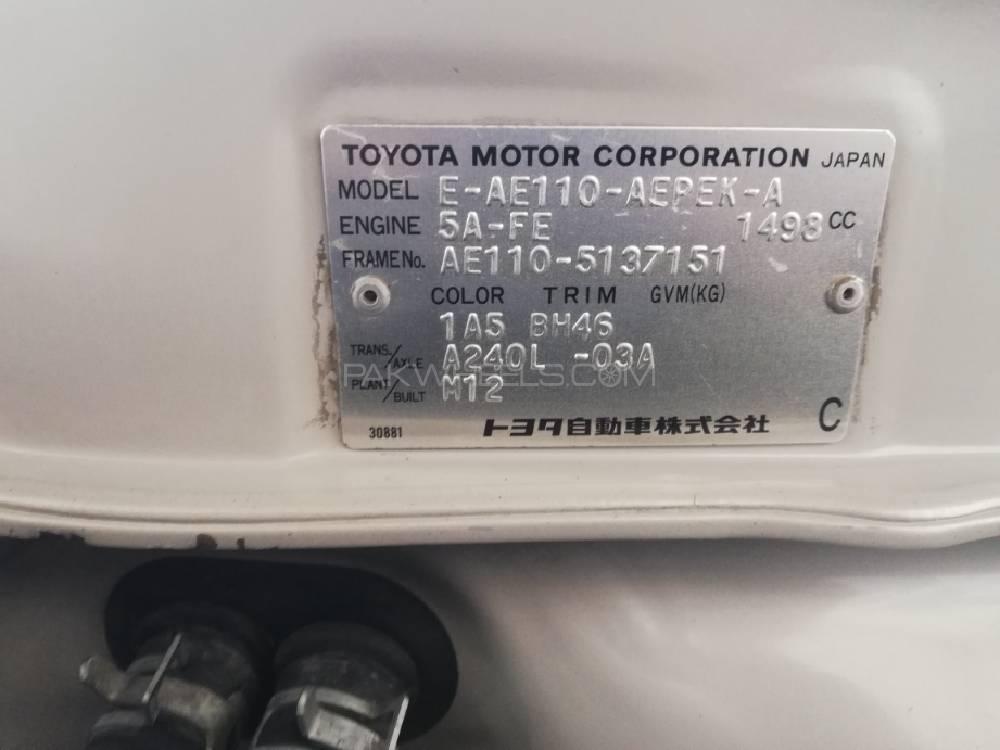 TOYOTA MOTOR CORPORATION JAPAN
MODEL E-AE110-AEPEK-A
ENGINE 5A-FE 1498 CC
FRAME No. AE110-5137151
COLOR TRIM GVM(KG)
1A5 BH46
TRANS./AXLE A240L -03A
PAKWHEELS.COM
PLANT/BUILT M12
30881 トヨタ自動車株式会社 C